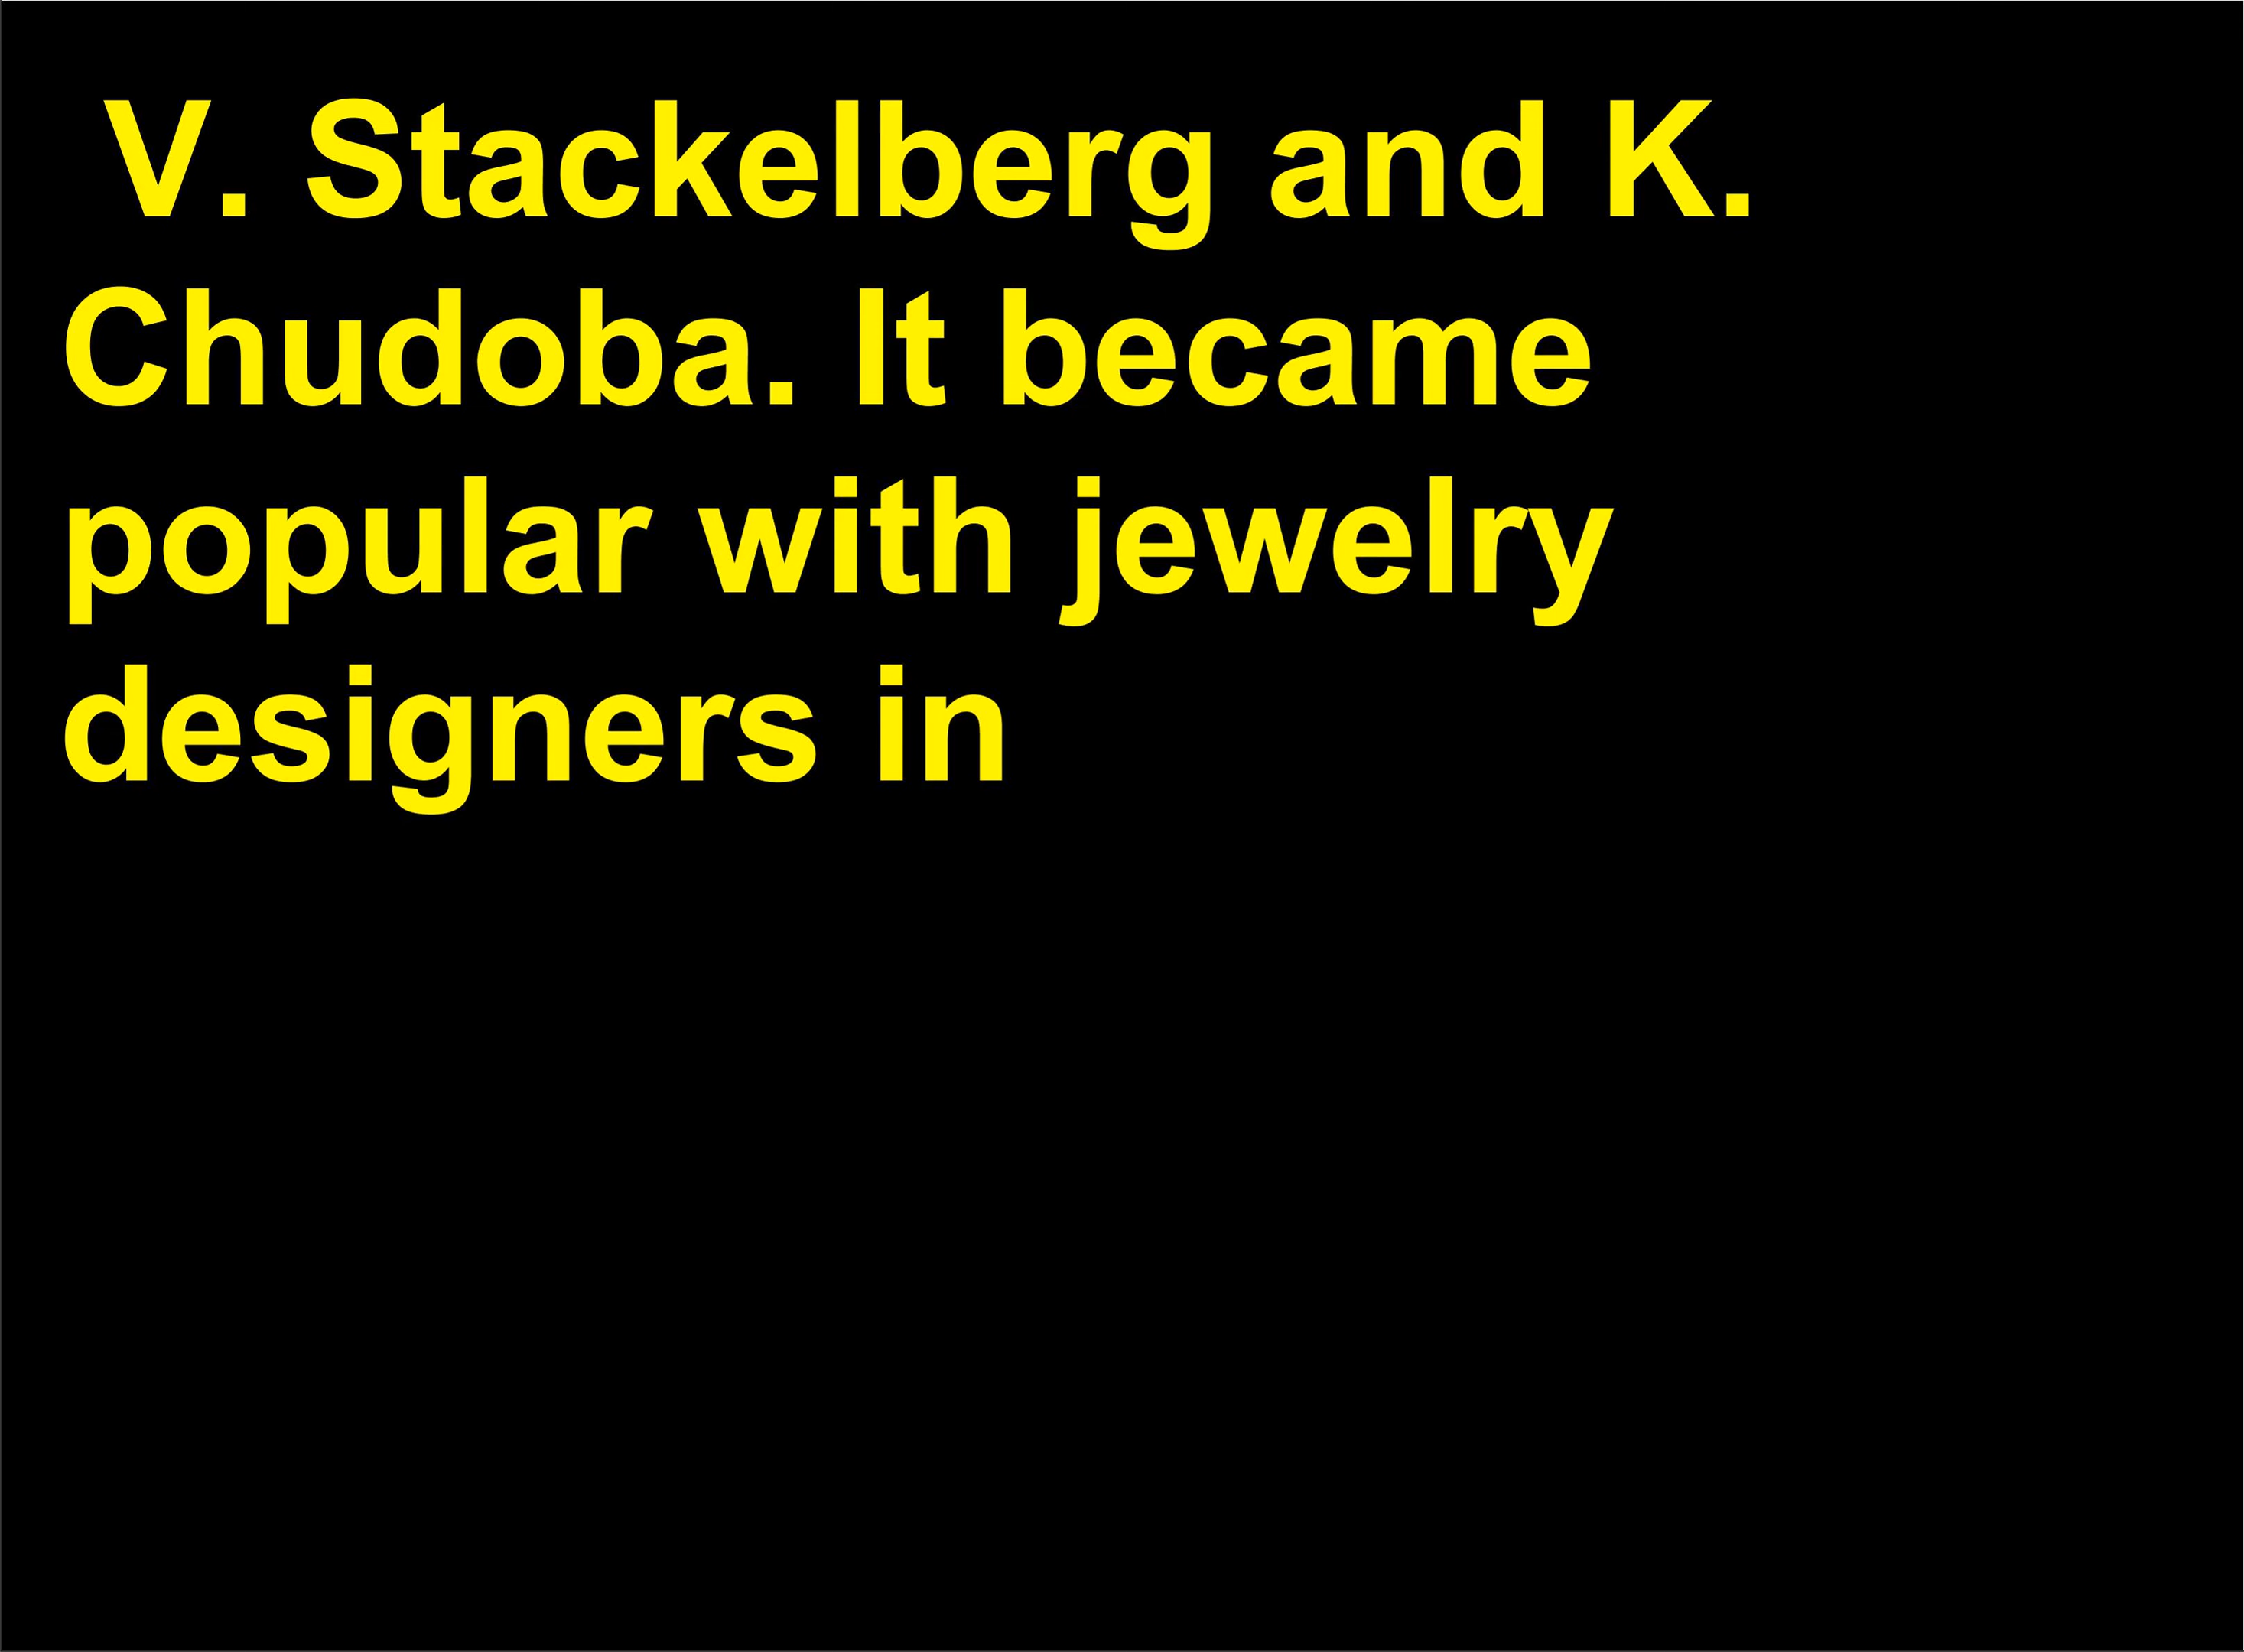 V. Stackelberg and K.
Chudoba. It became
popular with jewelry
designers in